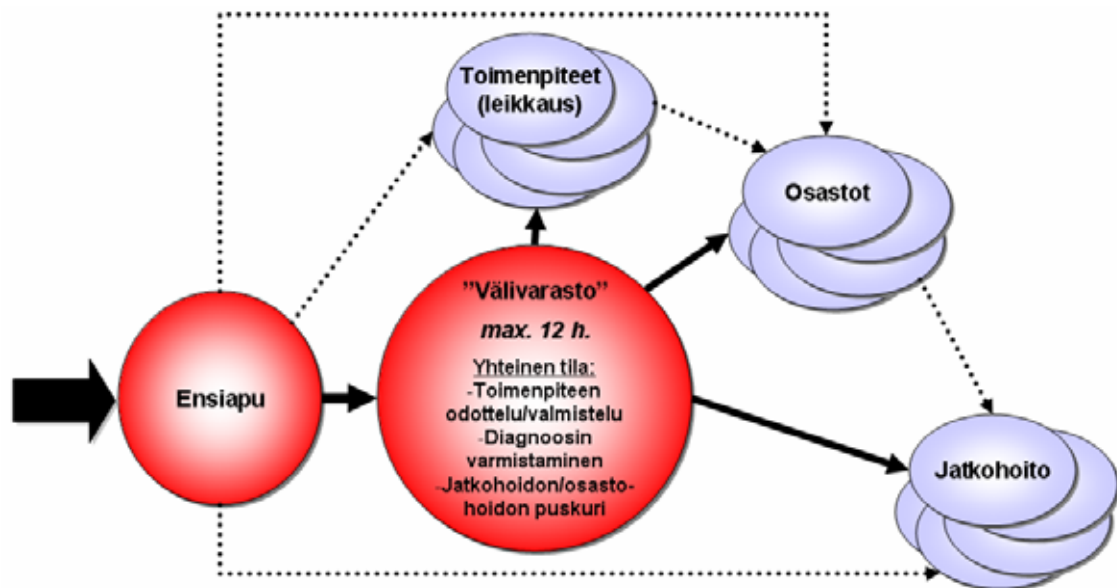 Toimenpiteet
(leikkaus)
Osastot
”Välivarasto”
max. 12 h.
Yhteinen tila:
-Toimenpiteen
odottelu/valmistelu
-Diagnoosin
varmistaminen
-Jatkohoidon/osasto-
hoidon puskuri
Ensiapu
Jatkohoito